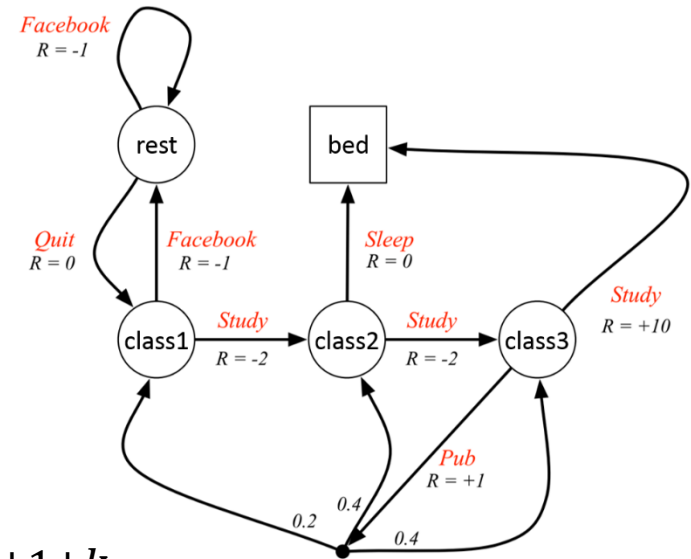 Facebook
R = -1
rest
bed
Quit
R = 0
Facebook
R = -1
Sleep
R = 0
Study
R = +10
class1
Study
R = -2
class2
Study
R = -2
class3
Pub
R = +1
0.2
0.4
0.4